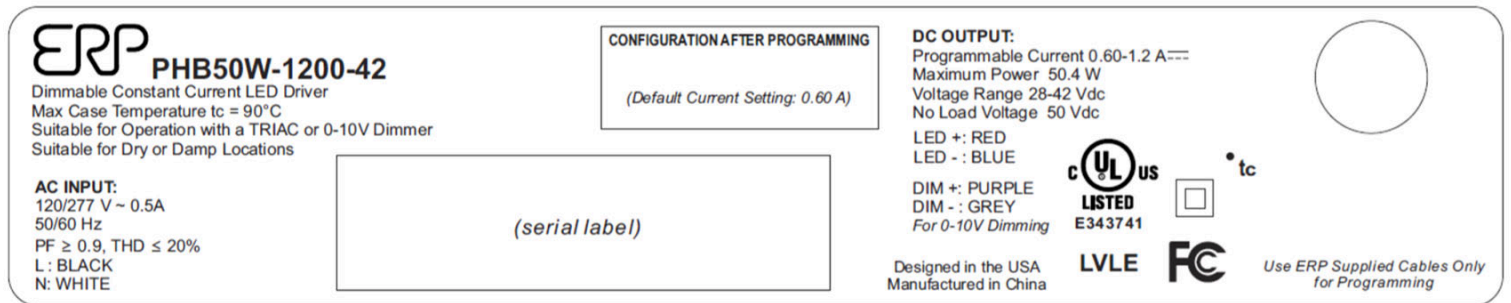 ERP PHB50W-1200-42
Dimmable Constant Current LED Driver
Max Case Temperature tc = 90°C
Suitable for Operation with a TRIAC or 0-10V Dimmer
Suitable for Dry or Damp Locations
AC INPUT:
120/277 V ~ 0.5A
50/60 Hz
PF ≥ 0.9, THD ≤ 20%
L : BLACK
N: WHITE
(serial label)
CONFIGURATION AFTER PROGRAMMING
(Default Current Setting: 0.60 A)
DC OUTPUT:
Programmable Current 0.60-1.2 A⎓
Maximum Power 50.4 W
Voltage Range 28-42 Vdc
No Load Voltage 50 Vdc
LED +: RED
LED - : BLUE
DIM +: PURPLE
DIM - : GREY
For 0-10V Dimming
Designed in the USA
Manufactured in China
C UL US
LISTED
E343741
LVLE
FC
tc
Use ERP Supplied Cables Only
for Programming